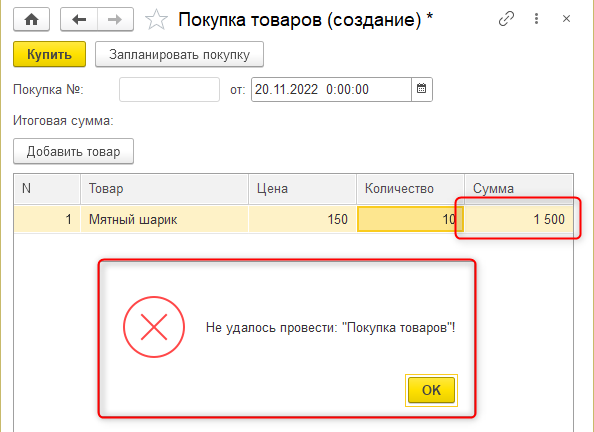 Покупка товаров (создание) *
Купить Запланировать покупку
Покупка №: от: 20.11.2022 0:00:00
Итоговая сумма:
Добавить товар
N Товар Цена Количество Сумма
1 Мятный шарик 150 10 1 500
Не удалось провести: "Покупка товаров"!
OK